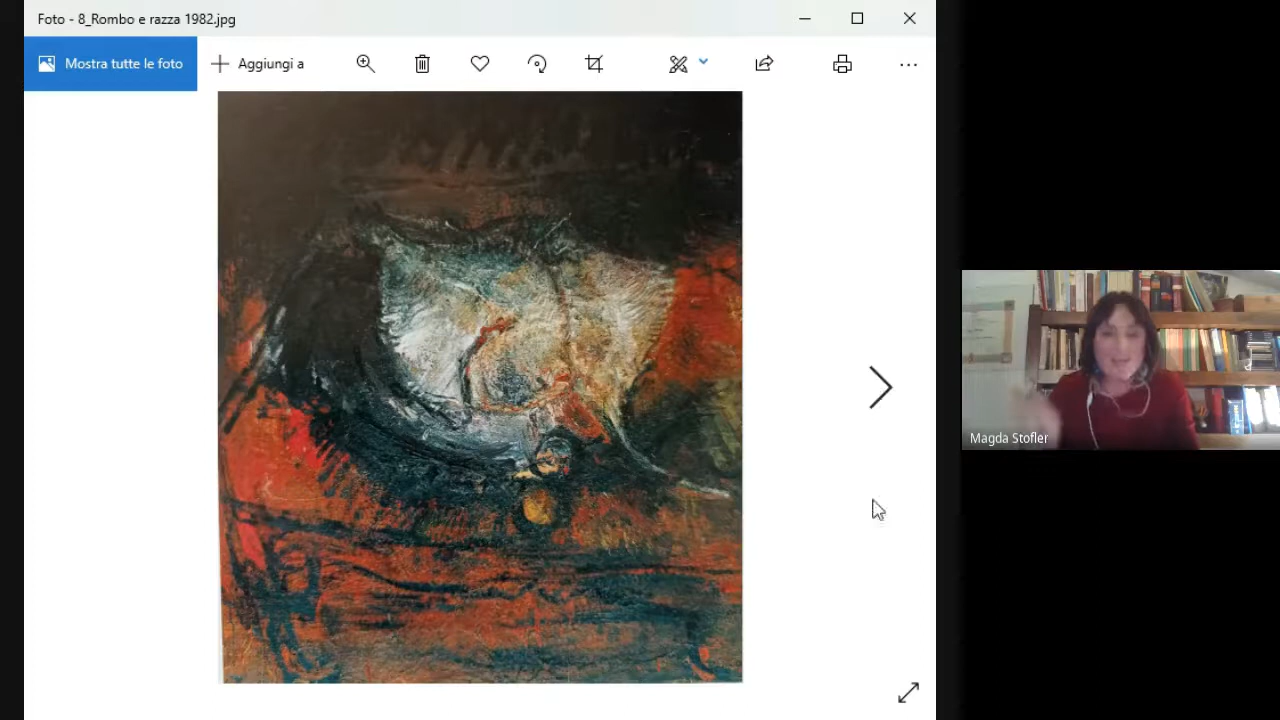 Foto - 8_Rombo e razza 1982.jpg
Mostra tutte le foto
Aggiungi a
Magda Stofler